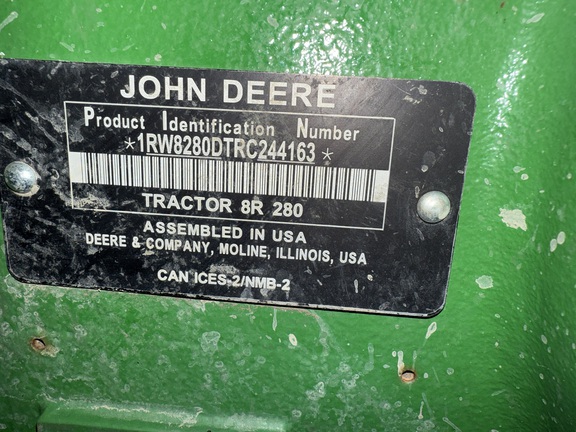 JOHN DEERE
Product Identification Number
*1RW8280DTRC244163*
TRACTOR 8R 280
ASSEMBLED IN USA
DEERE & COMPANY, MOLINE, ILLINOIS, USA
CAN ICES-2/NMB-2